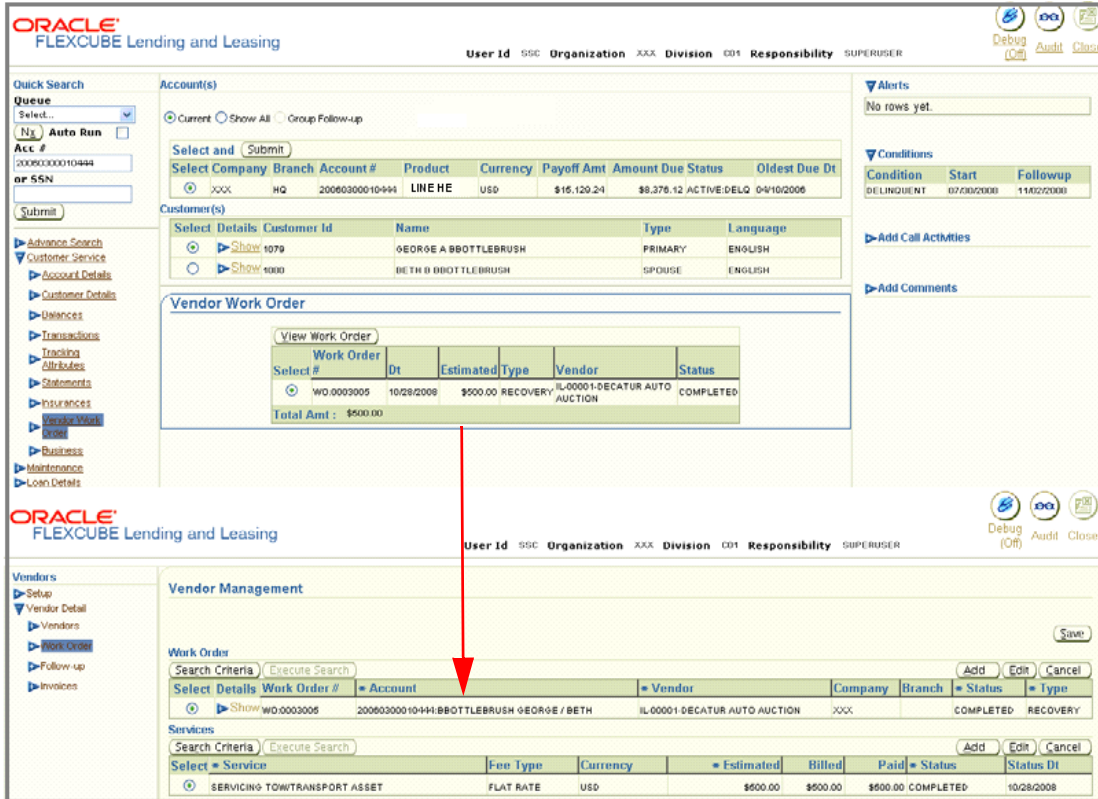 ORACLE'
FLEXCUBE Lending and Leasing
User Id SSC Organization XXX Division C01 Responsibility SUPERUSER
Debug (Off) Audit Close
Quick Search
Queue
Select...
Nx Auto Run
Acc #
20060300010444
or SSN
Submit
Advance Search
Customer Service
Account Details
Customer Details
Balances
Transactions
Tracking Attributes
Statements
Insurances
Vendor Work Order
Business
Maintenance
Loan Details
Account(s)
Current Show All Group Follow-up
Select and Submit
Select Company Branch Account # Product Currency Payoff Amt Amount Due Status Oldest Due Dt
XXX HQ 20060300010444 LINE HE USD $15,129.24 $8,376.12 ACTIVE:DELQ 04/10/2006
Customer(s)
Select Details Customer Id Name Type Language
Show 1079 GEORGE A BBOTTLEBRUSH PRIMARY ENGLISH
Show 1080 BETH B BBOTTLEBRUSH SPOUSE ENGLISH
Vendor Work Order
View Work Order
Select Work Order # Dt Estimated Type Vendor Status
WO:0003005 10/28/2008 $500.00 RECOVERY IL-00001-DECATUR AUTO AUCTION COMPLETED
Total Amt : $500.00
Alerts
No rows yet.
Conditions
Condition Start Followup
DELINQUENT 07/30/2008 11/02/2008
Add Call Activities
Add Comments
ORACLE'
FLEXCUBE Lending and Leasing
User Id SSC Organization XXX Division C01 Responsibility SUPERUSER
Debug (Off) Audit Close
Vendors
Setup
Vendor Detail
Vendors
Work Order
Follow-up
Invoices
Vendor Management
Save
Work Order
Search Criteria Execute Search Add Edit Cancel
Select Details Work Order # * Account * Vendor Company Branch * Status * Type
Show WO:0003005 20060300010444:BBOTTLEBRUSH GEORGE / BETH IL-00001-DECATUR AUTO AUCTION XXX COMPLETED RECOVERY
Services
Search Criteria Execute Search Add Edit Cancel
Select * Service Fee Type Currency * Estimated Billed Paid * Status Status Dt
SERVICING TOW/TRANSPORT ASSET FLAT RATE USD $500.00 $500.00 $500.00 COMPLETED 10/28/2008